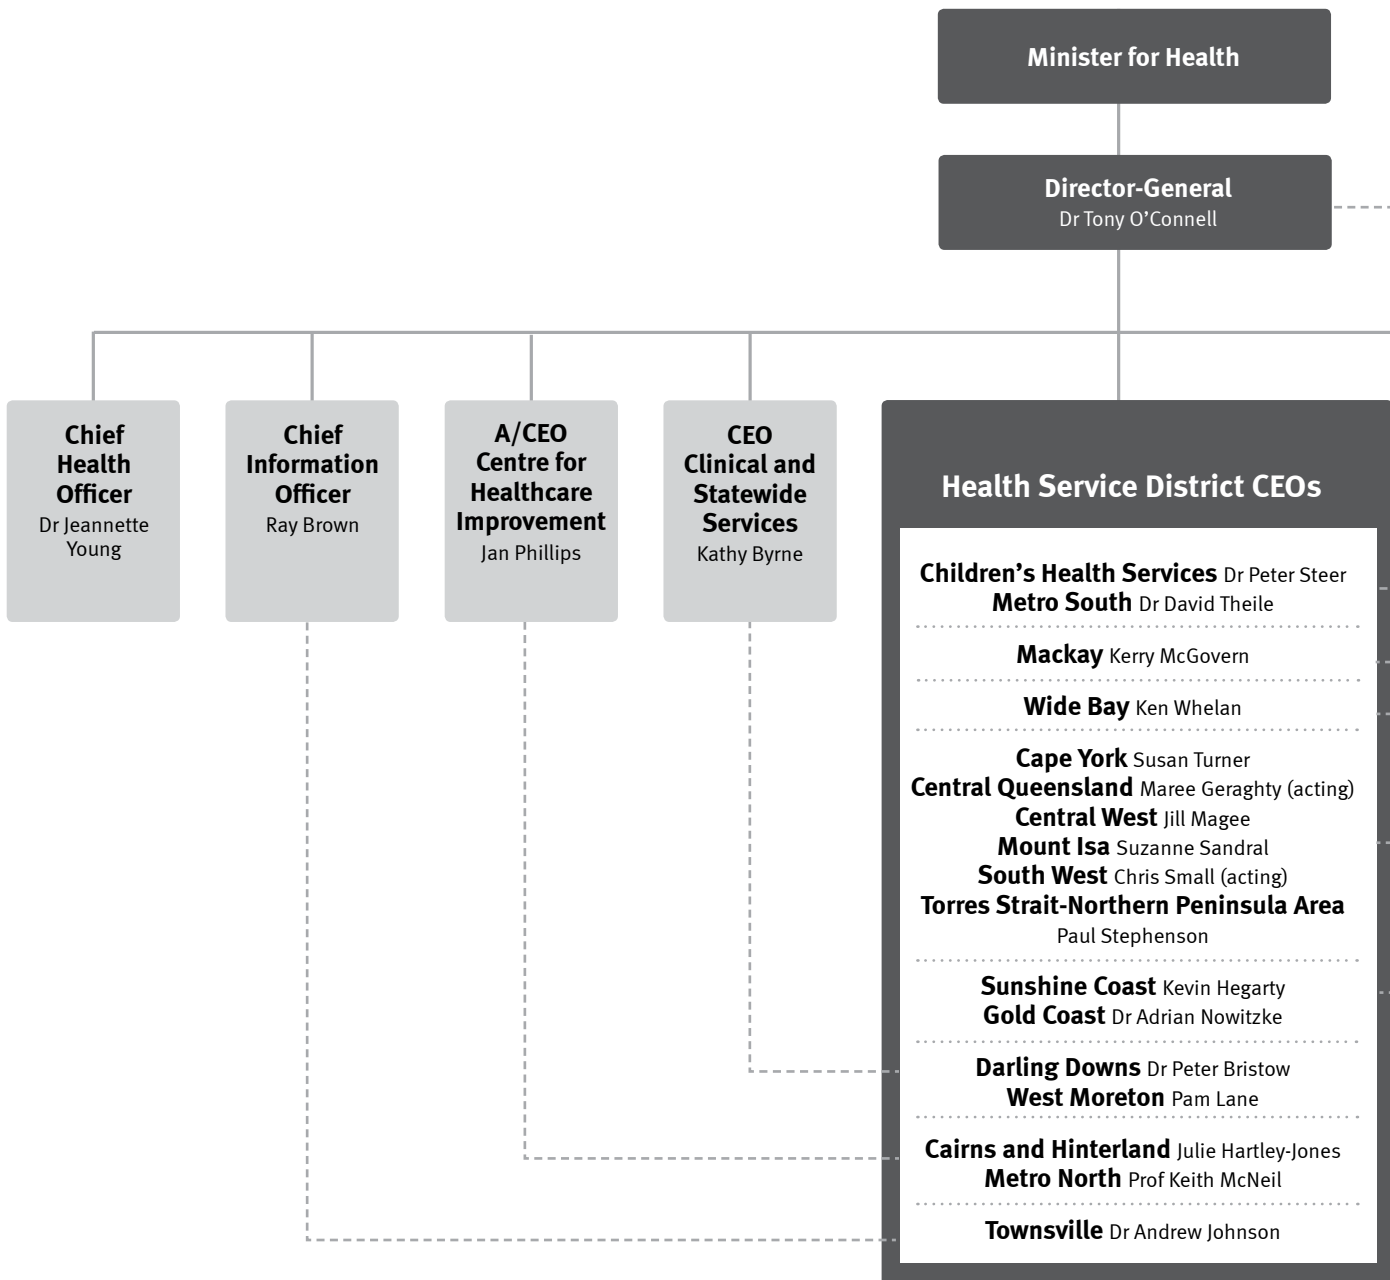 Minister for Health
Director-General
Dr Tony O’Connell
Chief
Health
Officer
Dr Jeannette
Young
Chief
Information
Officer
Ray Brown
A/CEO
Centre for
Healthcare
Improvement
Jan Phillips
CEO
Clinical and
Statewide
Services
Kathy Byrne
Health Service District CEOs
Children’s Health Services Dr Peter Steer
Metro South Dr David Theile
Mackay Kerry McGovern
Wide Bay Ken Whelan
Cape York Susan Turner
Central Queensland Maree Geraghty (acting)
Central West Jill Magee
Mount Isa Suzanne Sandral
South West Chris Small (acting)
Torres Strait-Northern Peninsula Area
Paul Stephenson
Sunshine Coast Kevin Hegarty
Gold Coast Dr Adrian Nowitzke
Darling Downs Dr Peter Bristow
West Moreton Pam Lane
Cairns and Hinterland Julie Hartley-Jones
Metro North Prof Keith McNeil
Townsville Dr Andrew Johnson